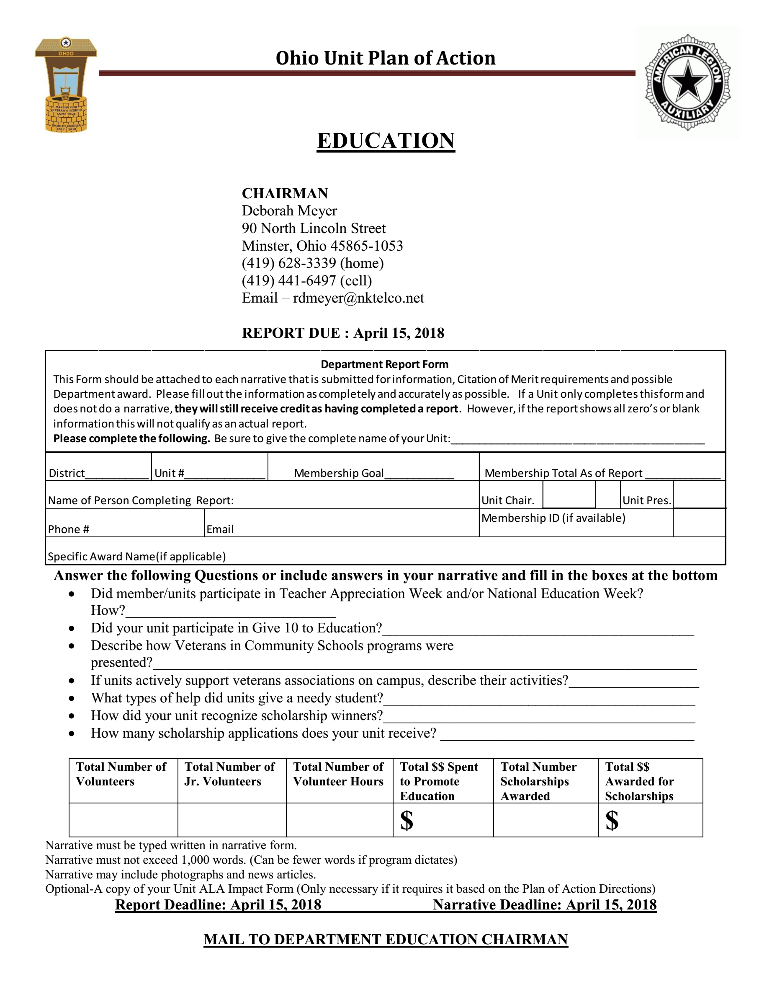 OHIO
MAKING OUR
VETERAN'S WISHES
COME TRUE
SHIRLEY MAURER
2017 - 2018
Ohio Unit Plan of Action
AMERICAN LEGION
AUXILIARY
EDUCATION
CHAIRMAN
Deborah Meyer
90 North Lincoln Street
Minster, Ohio 45865-1053
(419) 628-3339 (home)
(419) 441-6497 (cell)
Email – rdmeyer@nktelco.net
REPORT DUE : April 15, 2018
Department Report Form
This Form should be attached to each narrative that is submitted for information, Citation of Merit requirements and possible
Department award. Please fill out the information as completely and accurately as possible. If a Unit only completes this form and
does not do a narrative, they will still receive credit as having completed a report. However, if the report shows all zero's or blank
information this will not qualify as an actual report.
Please complete the following. Be sure to give the complete name of your Unit:____________________
District__________ Unit #__________ Membership Goal__________ Membership Total As of Report __________
Name of Person Completing Report: Unit Chair. Unit Pres.
Membership ID (if available)
Phone # Email
Specific Award Name(if applicable)
Answer the following Questions or include answers in your narrative and fill in the boxes at the bottom
• Did member/units participate in Teacher Appreciation Week and/or National Education Week?
How?____________________
• Did your unit participate in Give 10 to Education?____________________
• Describe how Veterans in Community Schools programs were
presented?____________________
• If units actively support veterans associations on campus, describe their activities?____________________
• What types of help did units give a needy student?____________________
• How did your unit recognize scholarship winners?____________________
• How many scholarship applications does your unit receive? ____________________
Total Number of Volunteers
Total Number of Jr. Volunteers
Total Number of Volunteer Hours
Total $$ Spent to Promote Education
Total Number Scholarships Awarded
Total $$ Awarded for Scholarships
$ $
Narrative must be typed written in narrative form.
Narrative must not exceed 1,000 words. (Can be fewer words if program dictates)
Narrative may include photographs and news articles.
Optional-A copy of your Unit ALA Impact Form (Only necessary if it requires it based on the Plan of Action Directions)
Report Deadline: April 15, 2018 Narrative Deadline: April 15, 2018
MAIL TO DEPARTMENT EDUCATION CHAIRMAN